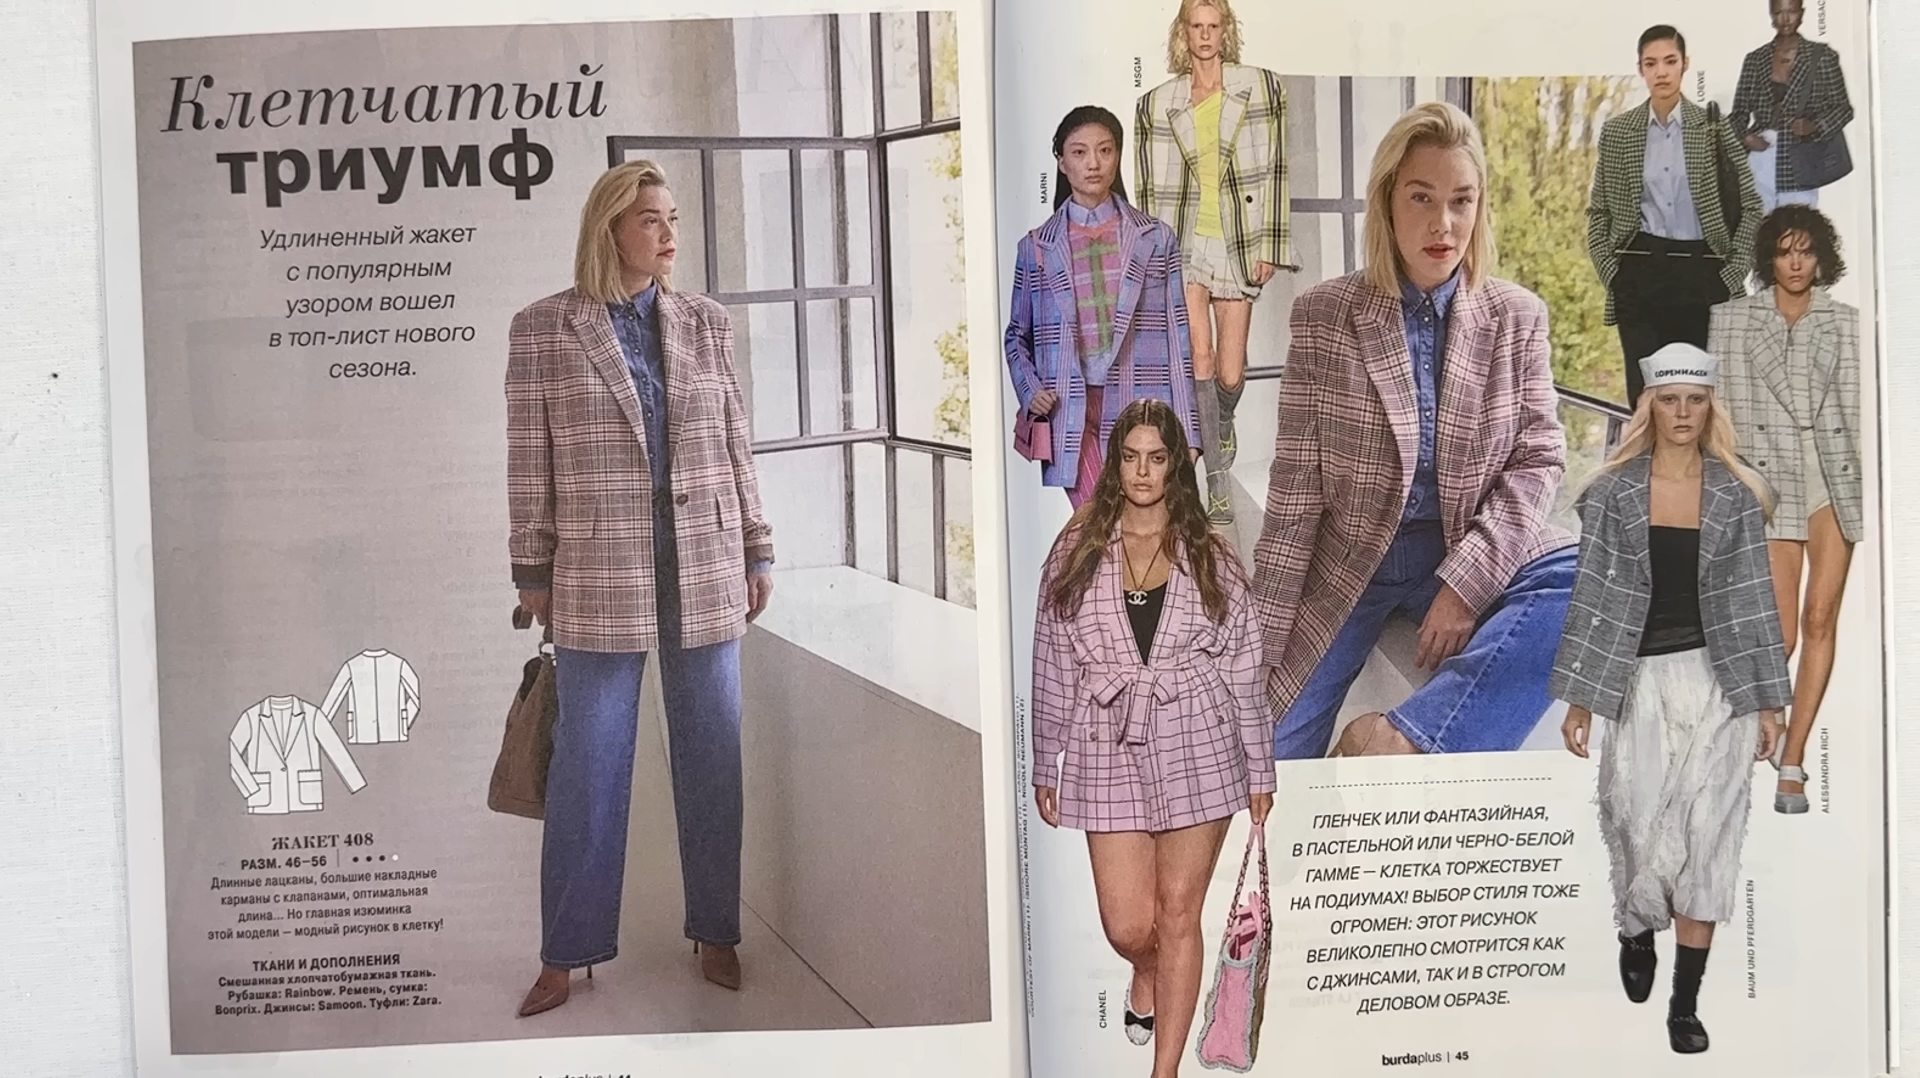 Клетчатый
триумф
Удлиненный жакет
с популярным
узором вошел
в топ-лист нового
сезона.
ЖАКЕТ 408
РАЗМ. 46–56
Длинные лацканы, большие накладные
карманы с клапанами, оптимальная
длина... Но главная изюминка
этой модели – модный рисунок в клетку!
ТКАНИ И ДОПОЛНЕНИЯ
Смешанная хлопчатобумажная ткань.
Рубашка: Rainbow. Ремень, сумка:
Bonprix. Джинсы: Samoon. Туфли: Zara.
MSGM
MARNI
LOEWE
COPENHAGEN
ALESSANDRA RICH
BAUM UND PFERDGARTEN
CHANEL
ГЛЕНЧЕК ИЛИ ФАНТАЗИЙНАЯ,
В ПАСТЕЛЬНОЙ ИЛИ ЧЕРНО-БЕЛОЙ
ГАММЕ – КЛЕТКА ТОРЖЕСТВУЕТ
НА ПОДИУМАХ! ВЫБОР СТИЛЯ ТОЖЕ
ОГРОМЕН: ЭТОТ РИСУНОК
ВЕЛИКОЛЕПНО СМОТРИТСЯ КАК
С ДЖИНСАМИ, ТАК И В СТРОГОМ
ДЕЛОВОМ ОБРАЗЕ.
burdaplus | 45